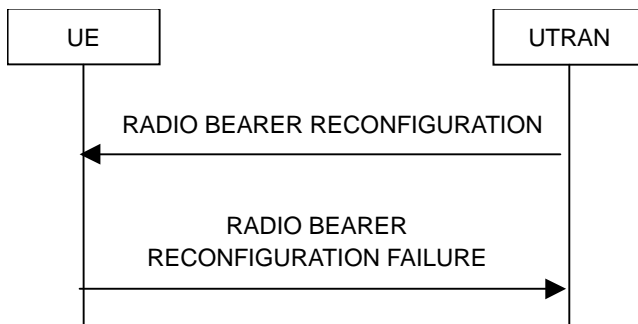 UE
UTRAN
RADIO BEARER RECONFIGURATION
RADIO BEARER
RECONFIGURATION FAILURE